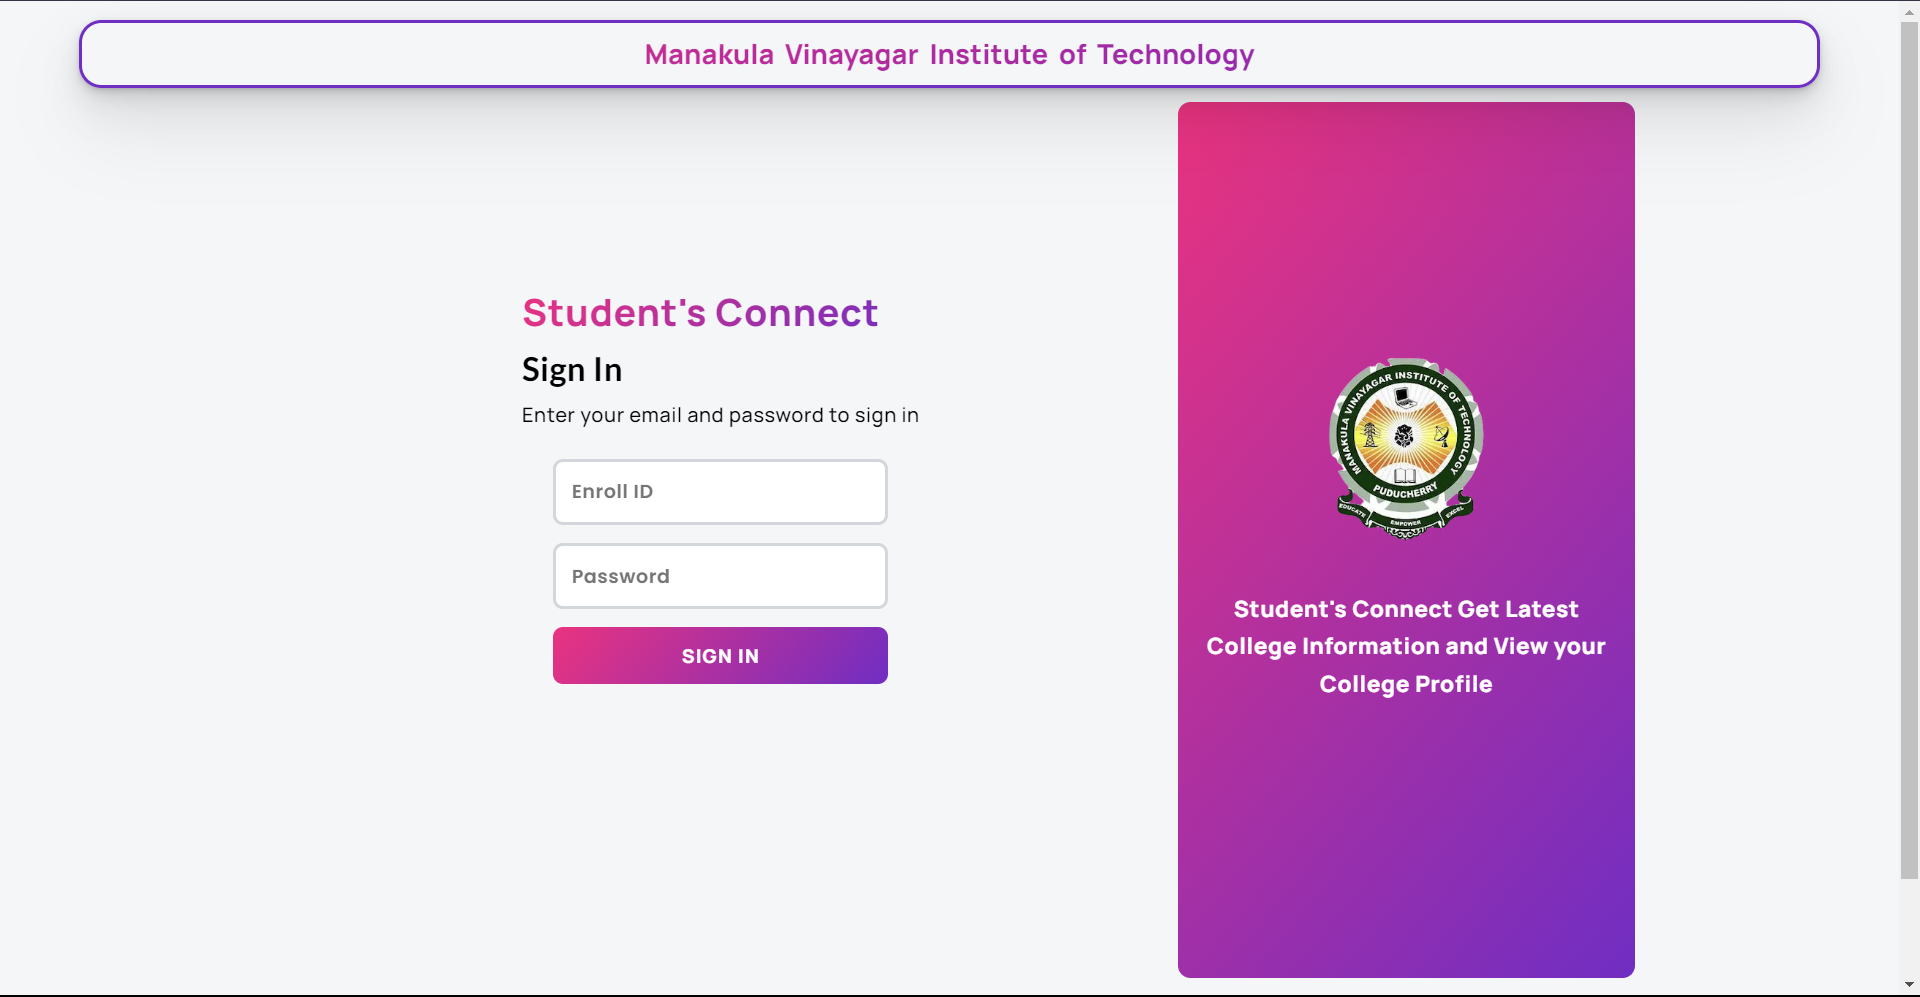 Manakula Vinayagar Institute of Technology
Student's Connect
Sign In
Enter your email and password to sign in
Enroll ID
Password
SIGN IN
MANAKULA VINAYAGAR INSTITUTE OF TECHNOLOGY
PUDUCHERRY
EDUCATE
EMPOWER
EXCEL
Student's Connect Get Latest
College Information and View your
College Profile